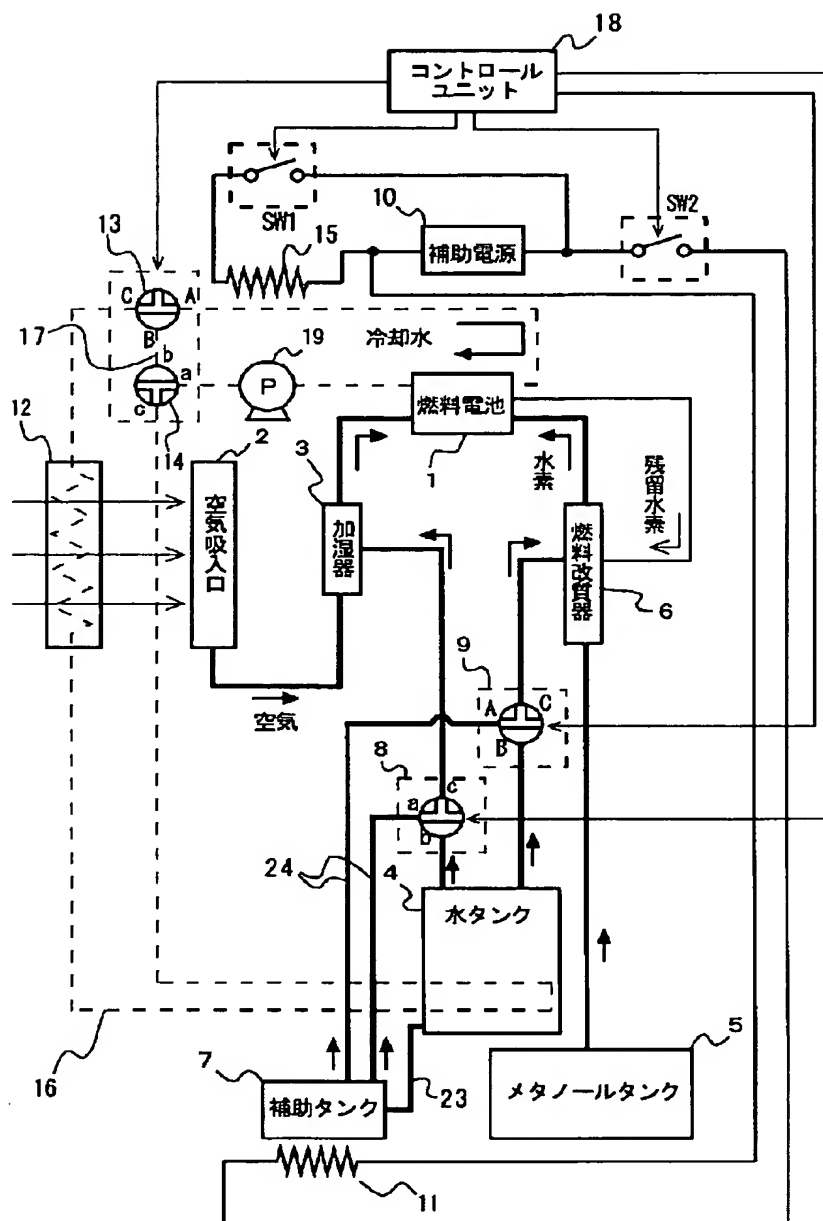 18
コントロール
ユニット
SW1
10
補助電源
SW2
15
13
C
A
B
17
b
a
c
14
19
P
冷却水
燃料電池
1
12
2
空気吸入口
3
加湿器
水素
残留水素
燃料改質器
6
空気
9
A
C
B
8
a
c
b
24
4
水タンク
16
7
補助タンク
23
5
メタノールタンク
11